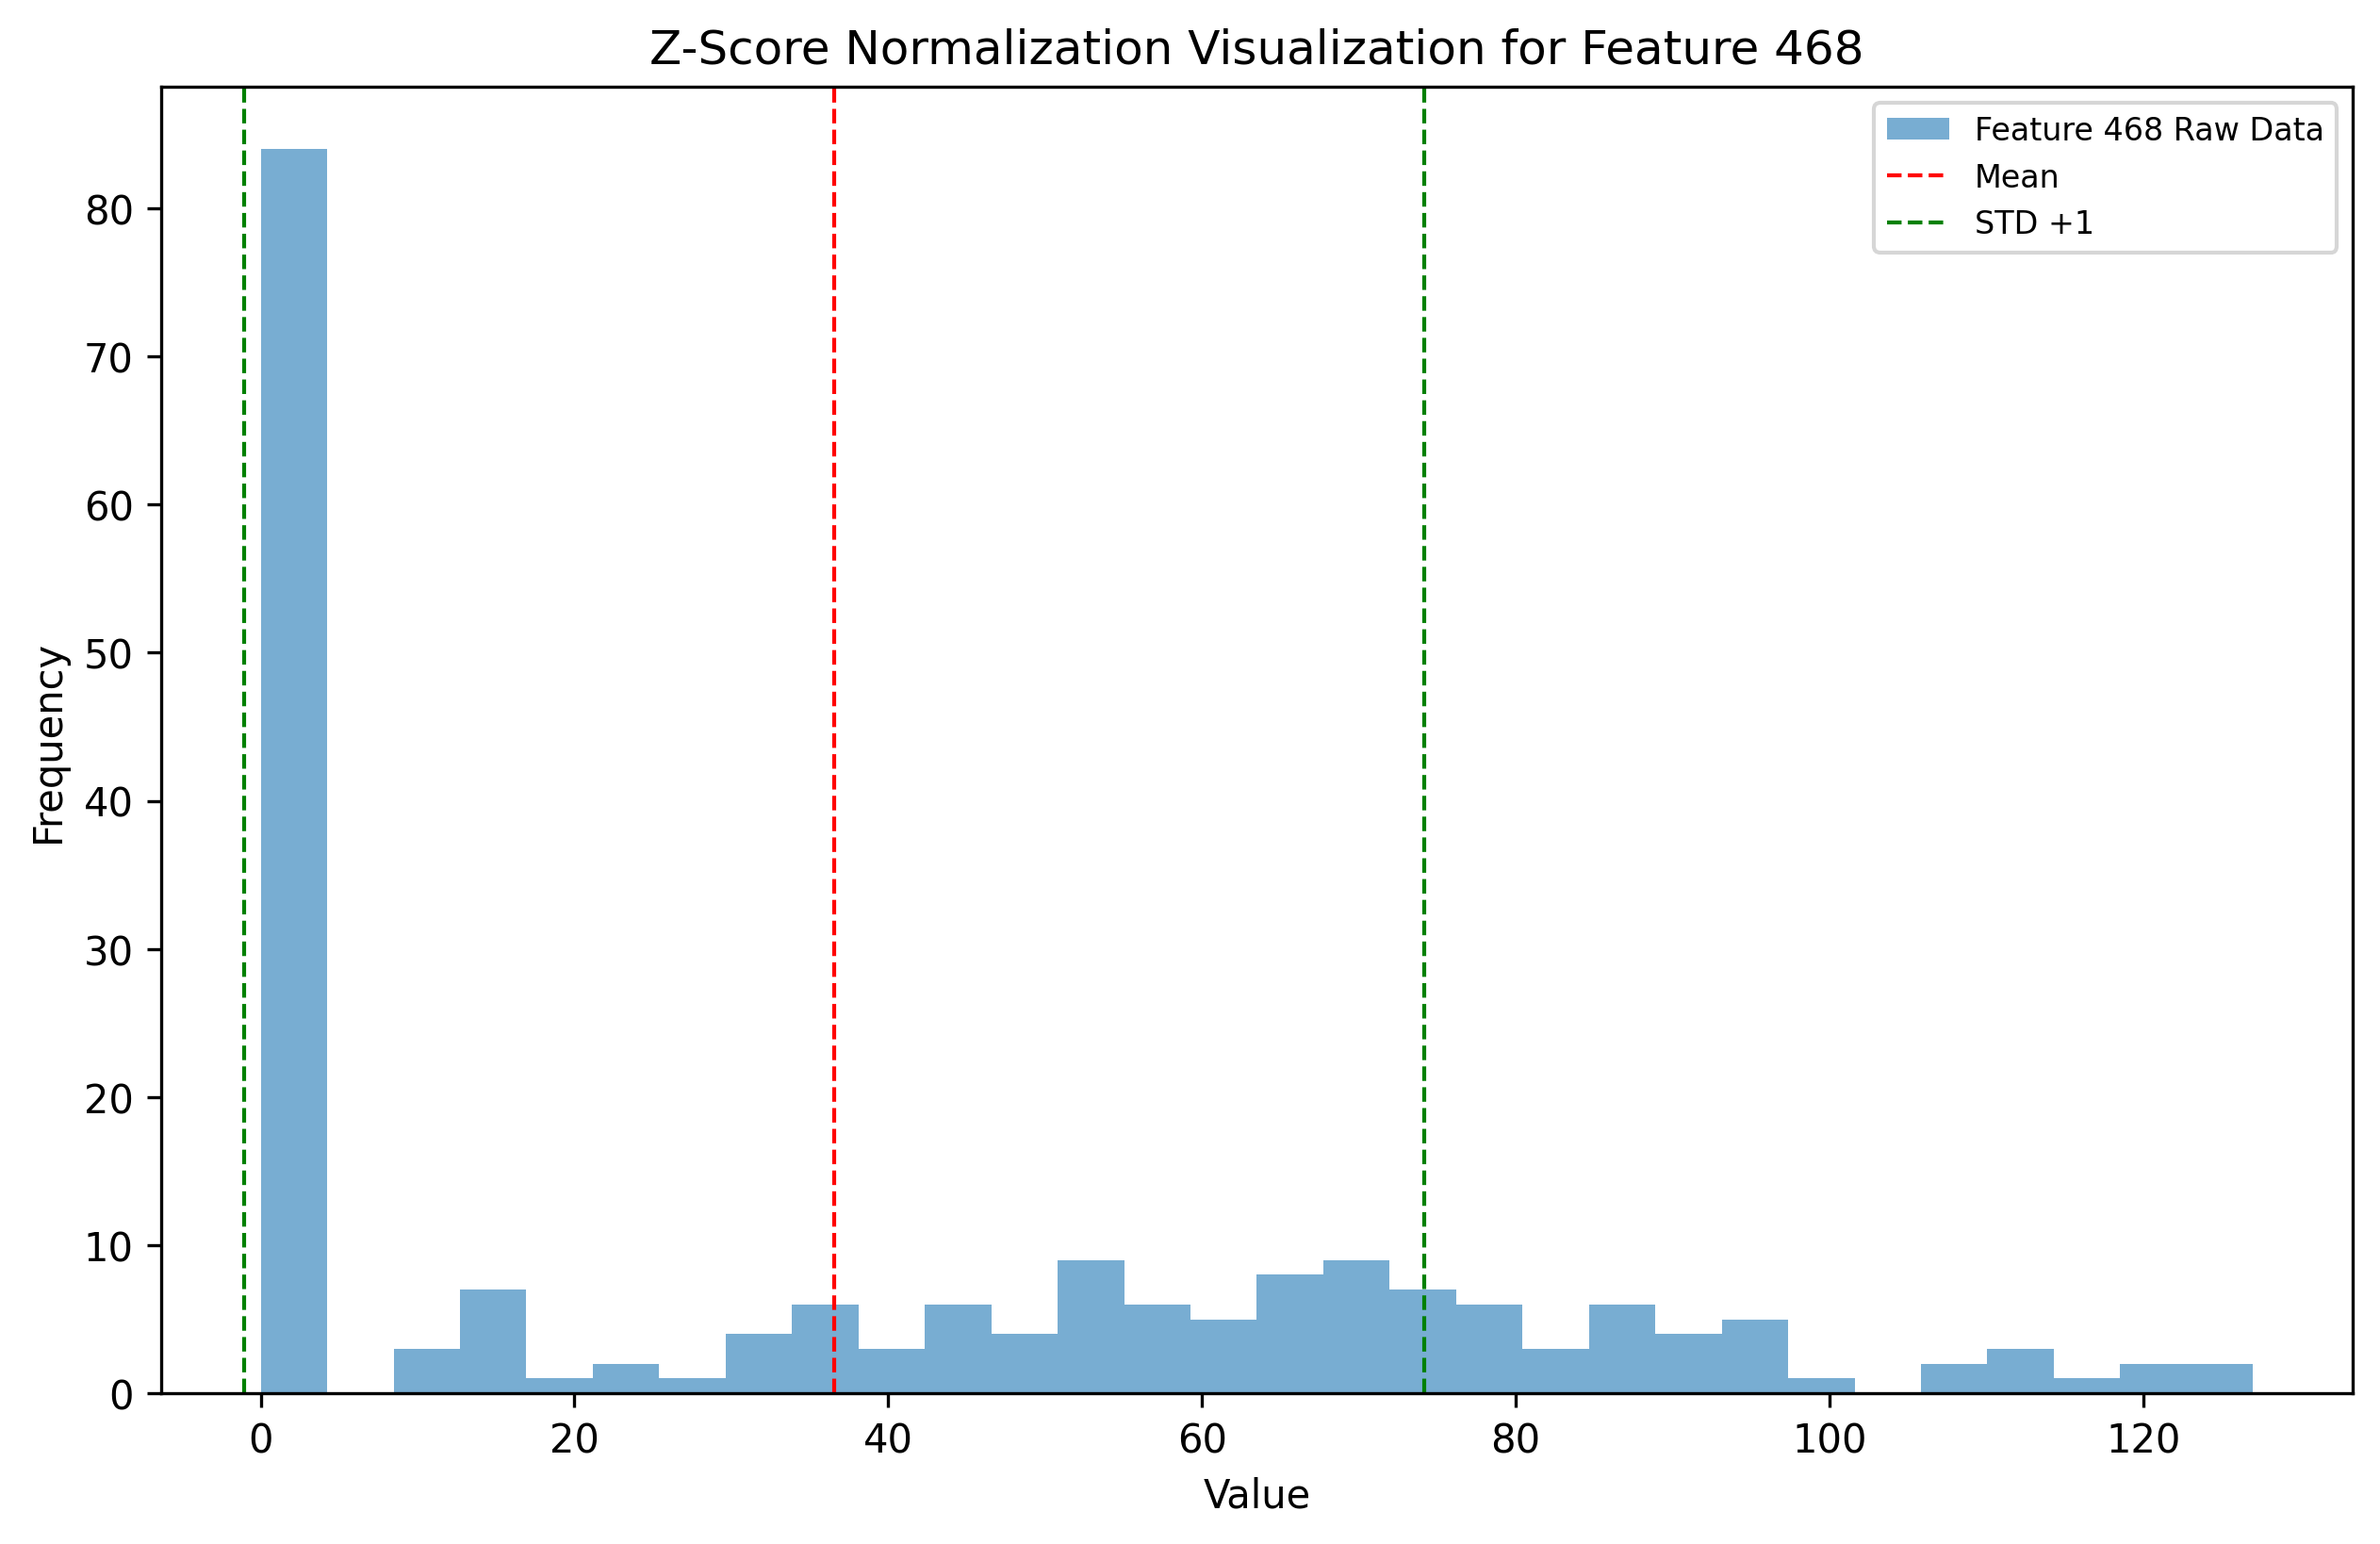 Z-Score Normalization Visualization for Feature 468
Feature 468 Raw Data
Mean
STD +1
80
70
60
50
40
30
20
10
0
Frequency
0 20 40 60 80 100 120
Value